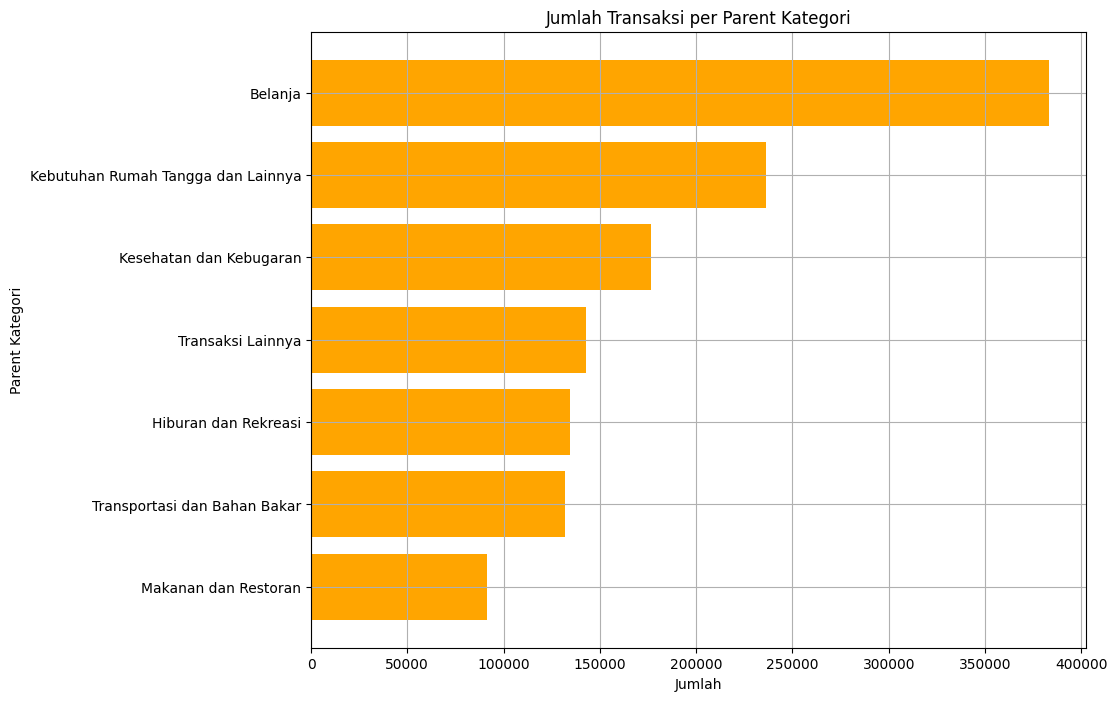 Jumlah Transaksi per Parent Kategori
Parent Kategori
Belanja
Kebutuhan Rumah Tangga dan Lainnya
Kesehatan dan Kebugaran
Transaksi Lainnya
Hiburan dan Rekreasi
Transportasi dan Bahan Bakar
Makanan dan Restoran
0 50000 100000 150000 200000 250000 300000 350000 400000
Jumlah